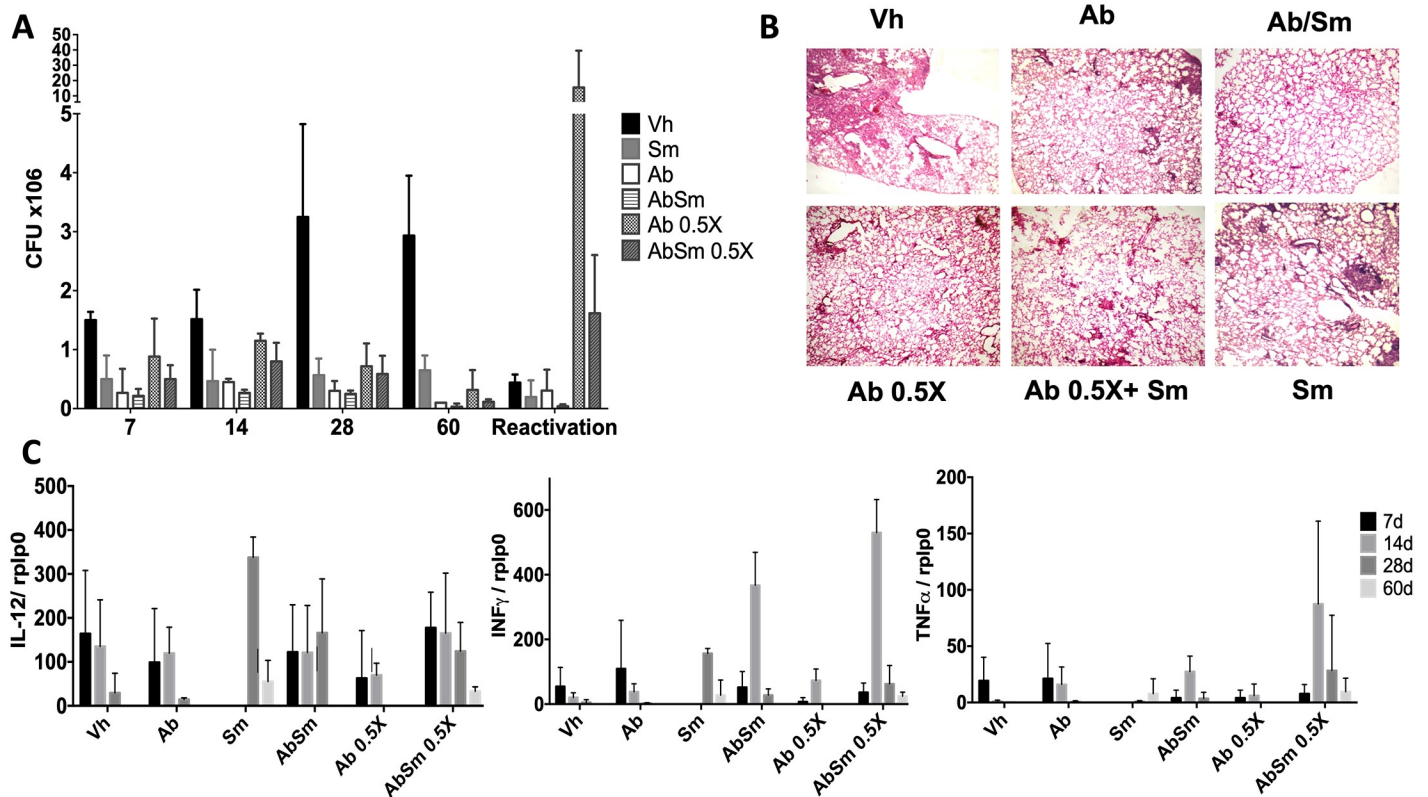 A
50
40
30
20
10
5
4
3
2
1
0
CFU x106
7
14
28
60
Reactivation
Vh
Sm
Ab
AbSm
Ab 0.5X
AbSm 0.5X
B
Vh
Ab
Ab/Sm
Ab 0.5X
Ab 0.5X+ Sm
Sm
C
500
400
300
200
100
0
IL-12/ rplp0
Vh
Ab
Sm
AbSm
Ab 0.5X
AbSm 0.5X
600
400
200
0
INFγ / rplp0
Vh
Ab
Sm
AbSm
Ab 0.5X
AbSm 0.5X
200
150
100
50
0
TNFα / rplp0
Vh
Ab
Sm
AbSm
Ab 0.5X
AbSm 0.5X
7d
14d
28d
60d